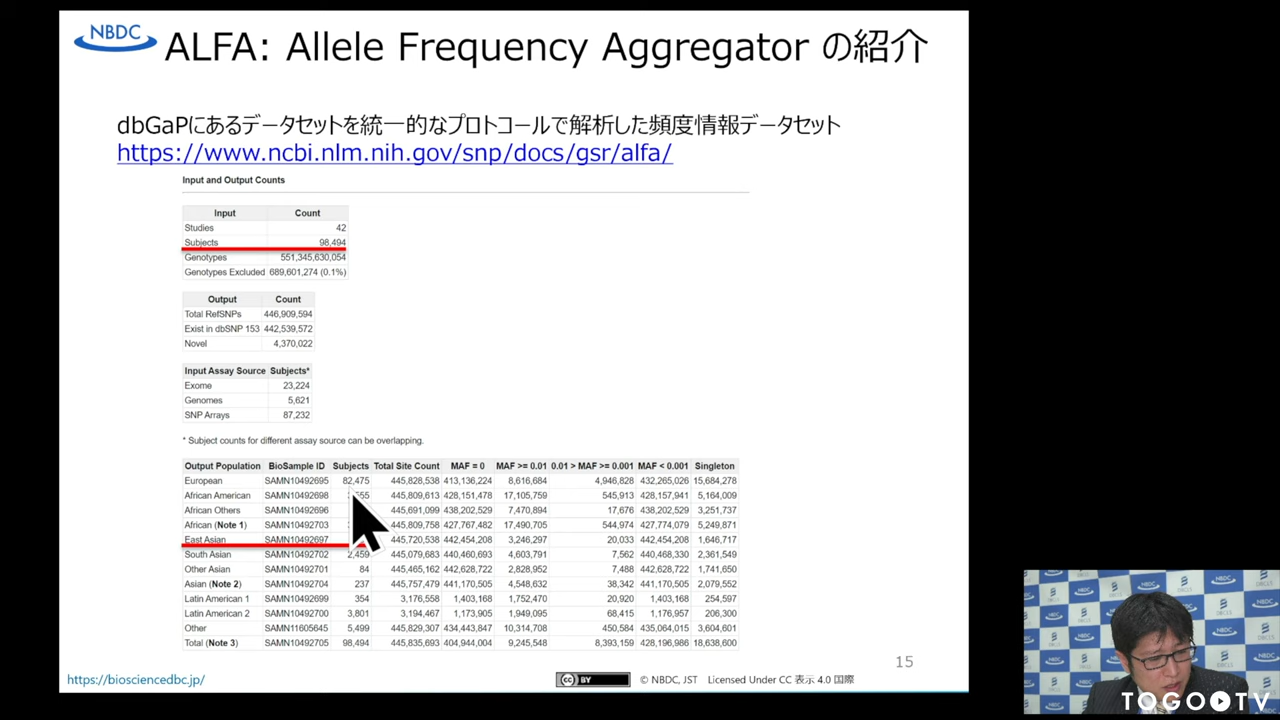 NBDC
ALFA: Allele Frequency Aggregator の紹介
dbGaPにあるデータセットを統一的なプロトコールで解析した頻度情報データセット
https://www.ncbi.nlm.nih.gov/snp/docs/gsr/alfa/
Input and Output Counts
Input Count
Studies 42
Subjects 98,494
Genotypes 551,345,630,054
Genotypes Excluded 689,601,274 (0.1%)
Output Count
Total RefSNPs 446,909,594
Exist in dbSNP 153 442,539,572
Novel 4,370,022
Input Assay Source Subjects*
Exome 23,224
Genomes 5,621
SNP Arrays 87,232
* Subject counts for different assay source can be overlapping.
Output Population BioSample ID Subjects Total Site Count MAF = 0 MAF >= 0.01 0.01 > MAF >= 0.001 MAF < 0.001 Singleton
European SAMN10492695 82,475 445,828,538 413,136,224 8,616,684 4,946,828 432,265,026 15,684,278
African American SAMN10492698 445,809,613 428,151,478 17,105,759 545,913 428,157,941 5,164,009
African Others SAMN10492696 445,691,099 438,202,529 7,470,894 17,676 438,202,529 3,251,737
African (Note 1) SAMN10492703 445,809,758 427,767,482 17,490,705 544,974 427,774,079 5,249,871
East Asian SAMN10492697 445,720,538 442,454,208 3,246,297 20,033 442,454,208 1,646,717
South Asian SAMN10492702 2,459 445,079,683 440,460,693 4,603,791 7,562 440,468,330 2,361,549
Other Asian SAMN10492701 84 445,465,162 442,628,722 2,828,952 7,488 442,628,722 1,741,650
Asian (Note 2) SAMN10492704 237 445,757,479 441,170,505 4,548,632 38,342 441,170,505 2,079,552
Latin American 1 SAMN10492699 354 3,176,558 1,403,168 1,752,470 20,920 1,403,168 254,597
Latin American 2 SAMN10492700 3,801 3,194,467 1,173,905 1,949,095 68,415 1,176,957 206,300
Other SAMN11605645 5,499 445,829,307 434,443,847 10,314,708 450,584 435,064,015 3,604,601
Total (Note 3) SAMN10492705 98,494 445,835,693 404,944,004 9,245,548 8,393,159 428,196,986 18,638,600
15
https://biosciencedbc.jp/
CC BY
© NBDC, JST Licensed Under CC 表示 4.0 国際
TOGO TV